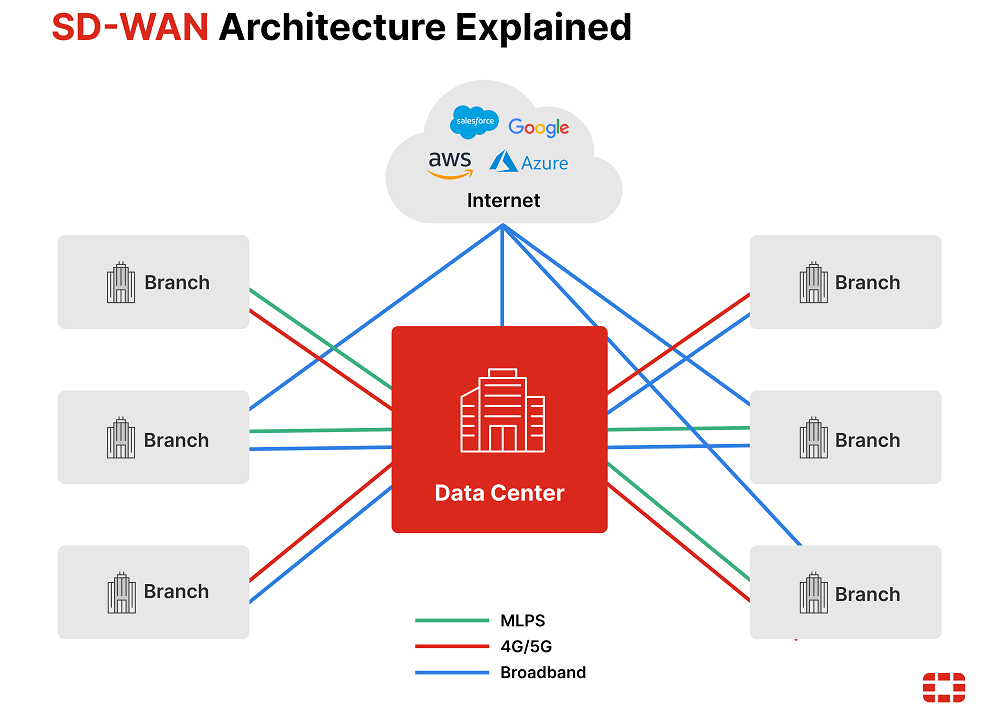 SD-WAN Architecture Explained
salesforce Google
aws Azure
Internet
Branch
Branch
Branch
Data Center
Branch
Branch
Branch
MLPS
4G/5G
Broadband